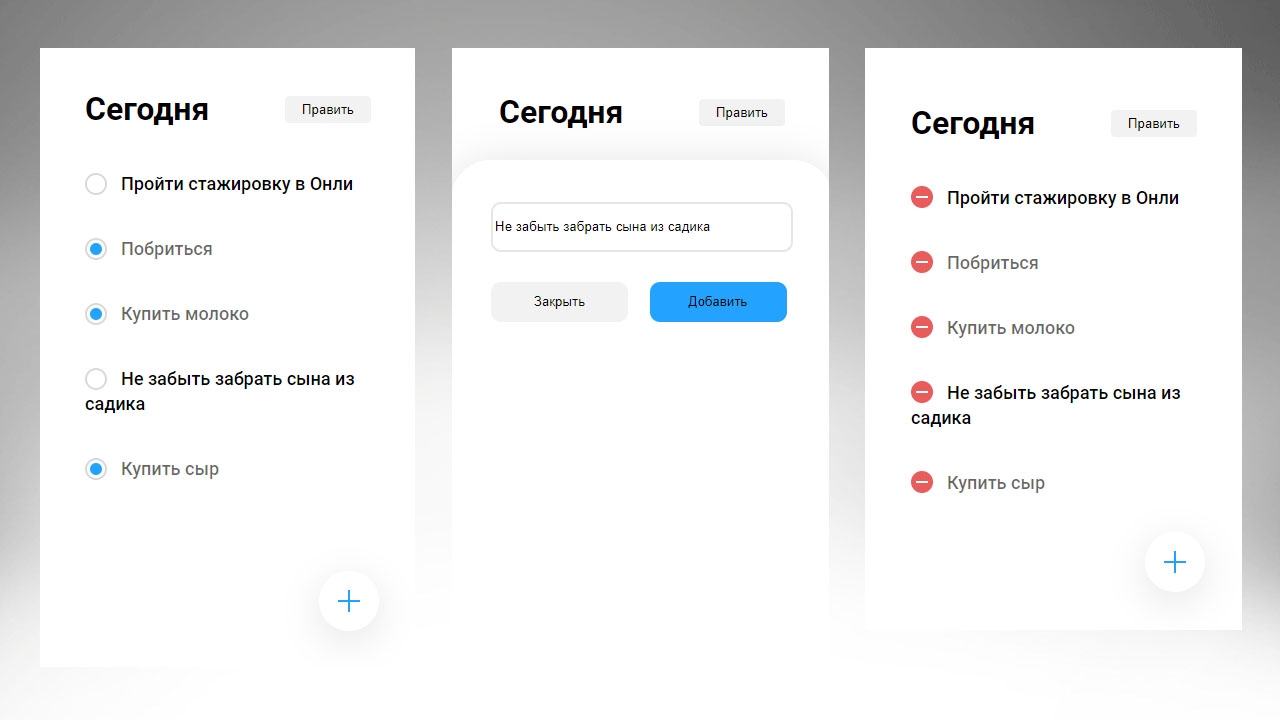 Сегодня
Править
Пройти стажировку в Онли
Побриться
Купить молоко
Не забыть забрать сына из
садика
Купить сыр
Сегодня
Править
Не забыть забрать сына из садика
Закрыть
Добавить
Сегодня
Править
Пройти стажировку в Онли
Побриться
Купить молоко
Не забыть забрать сына из
садика
Купить сыр